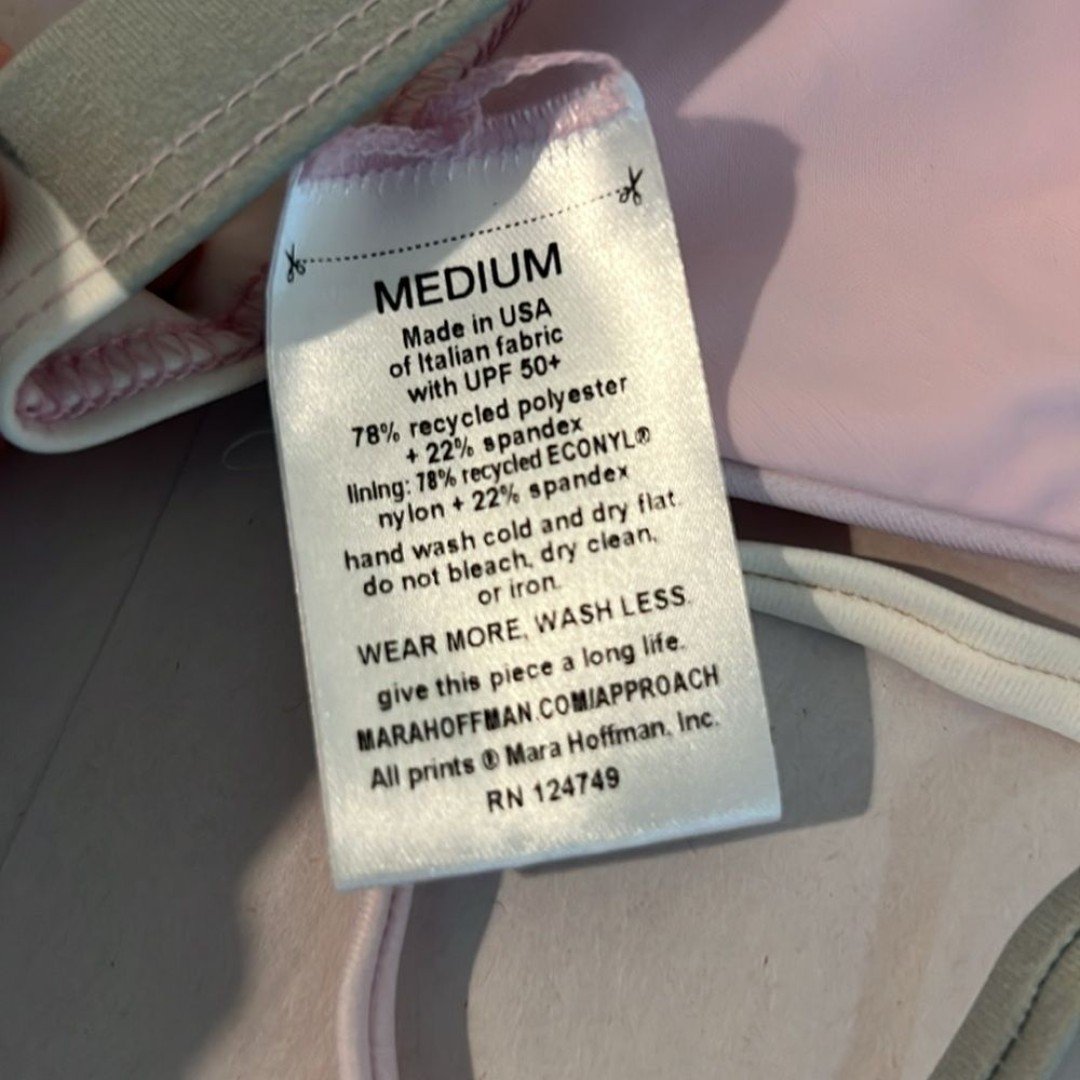 MEDIUM
Made in USA
of Italian fabric
with UPF 50+
78% recycled polyester
+ 22% spandex
lining: 78% recycled ECONYL®
nylon + 22% spandex
hand wash cold and dry flat.
do not bleach, dry clean,
or iron.
WEAR MORE, WASH LESS.
give this piece a long life.
MARAHOFFMAN.COM/APPROACH
All prints ® Mara Hoffman, Inc.
RN 124749